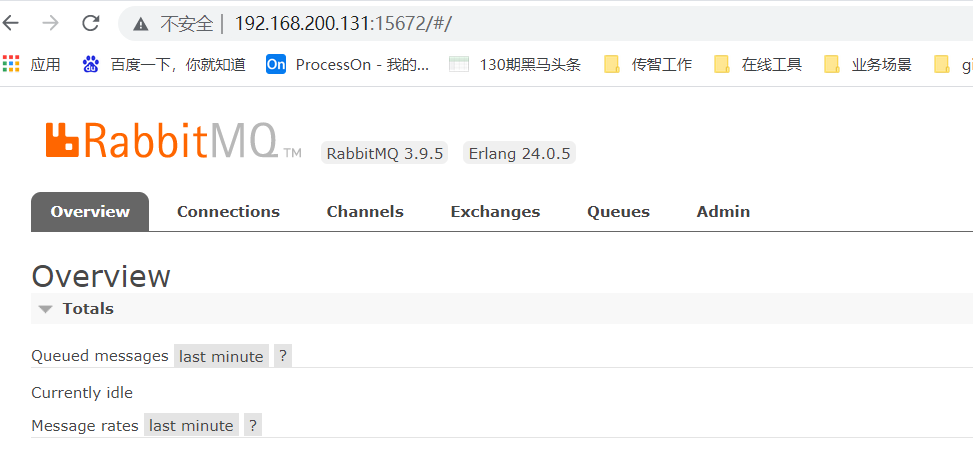 不安全 | 192.168.200.131:15672/#/
应用 百度一下，你就知道 On ProcessOn - 我的... 130期黑马头条 传智工作 在线工具 业务场景 gi
RabbitMQ TM RabbitMQ 3.9.5 Erlang 24.0.5
Overview Connections Channels Exchanges Queues Admin
Overview
Totals
Queued messages last minute ?
Currently idle
Message rates last minute ?